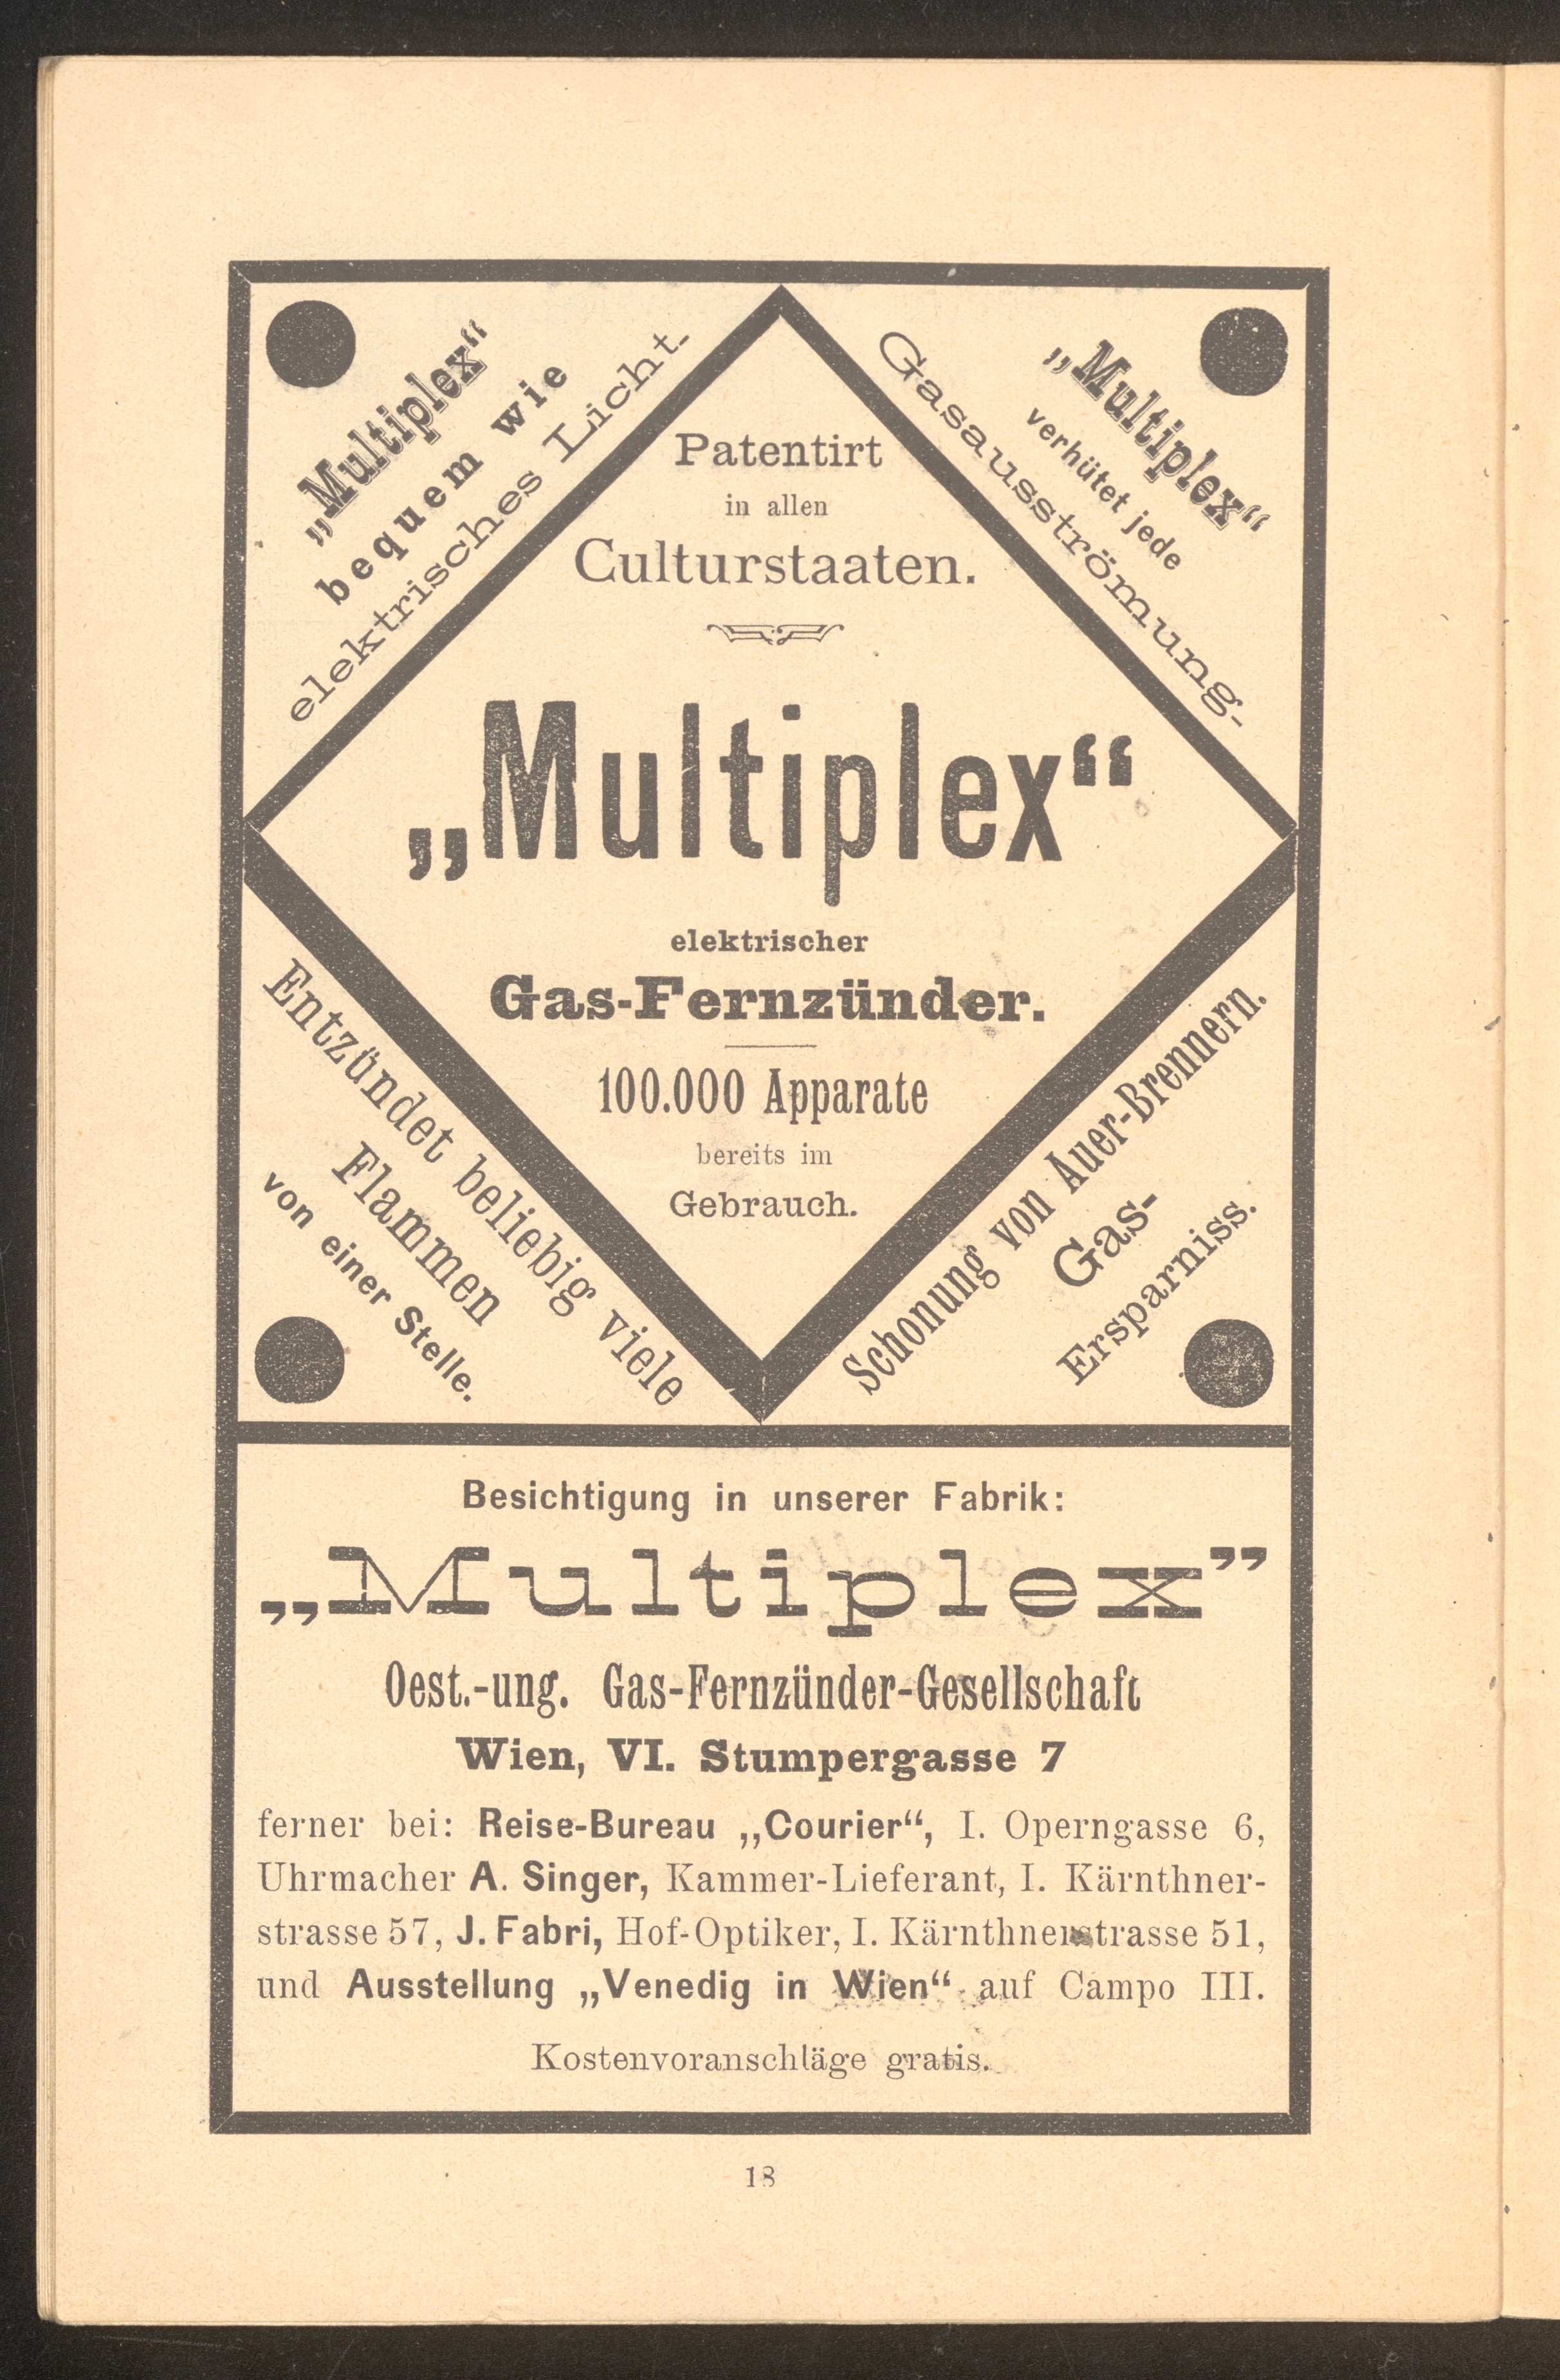 „Multiplex“
bequem wie
elektrisches Licht.
„Multiplex“
verhütet jede
Gasausströmung.
Patentirt
in allen
Culturstaaten.
„Multiplex“
elektrischer
Gas-Fernzünder.
100.000 Apparate
bereits im
Gebrauch.
Entzündet beliebig viele
Flammen
von einer Stelle.
Schonung von Auer-Brennern.
Gas-
Ersparniss.
Besichtigung in unserer Fabrik:
„Multiplex”
Oest.-ung. Gas-Fernzünder-Gesellschaft
Wien, VI. Stumpergasse 7
ferner bei: Reise-Bureau „Courier“, I. Operngasse 6,
Uhrmacher A. Singer, Kammer-Lieferant, I. Kärnthner-
strasse 57, J. Fabri, Hof-Optiker, I. Kärnthnerstrasse 51,
und Ausstellung „Venedig in Wien“ auf Campo III.
Kostenvoranschläge gratis.
18